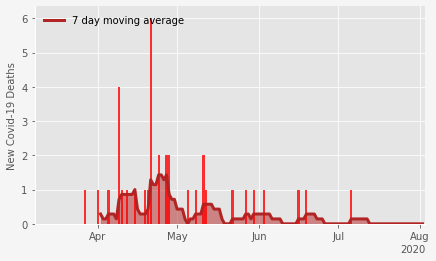 7 day moving average
New Covid-19 Deaths
6
5
4
3
2
1
0
Apr
May
Jun
Jul
Aug
2020